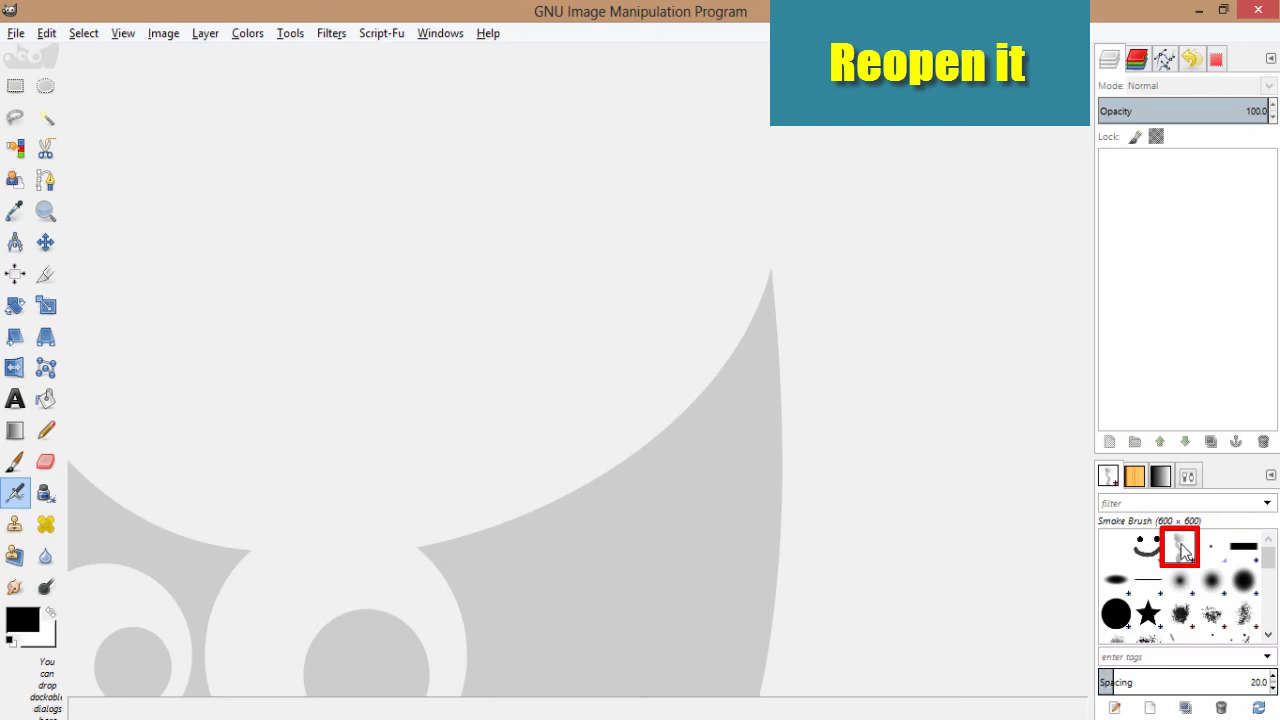 GNU Image Manipulation Program
Reopen it
File Edit Select View Image Layer Colors Tools Filters Script-Fu Windows Help
Mode: Normal
Opacity 100.0
Lock:
filter
Smoke Brush (600 × 600)
enter tags
Spacing 20.0
You
can
drop
dockable
dialogs
here